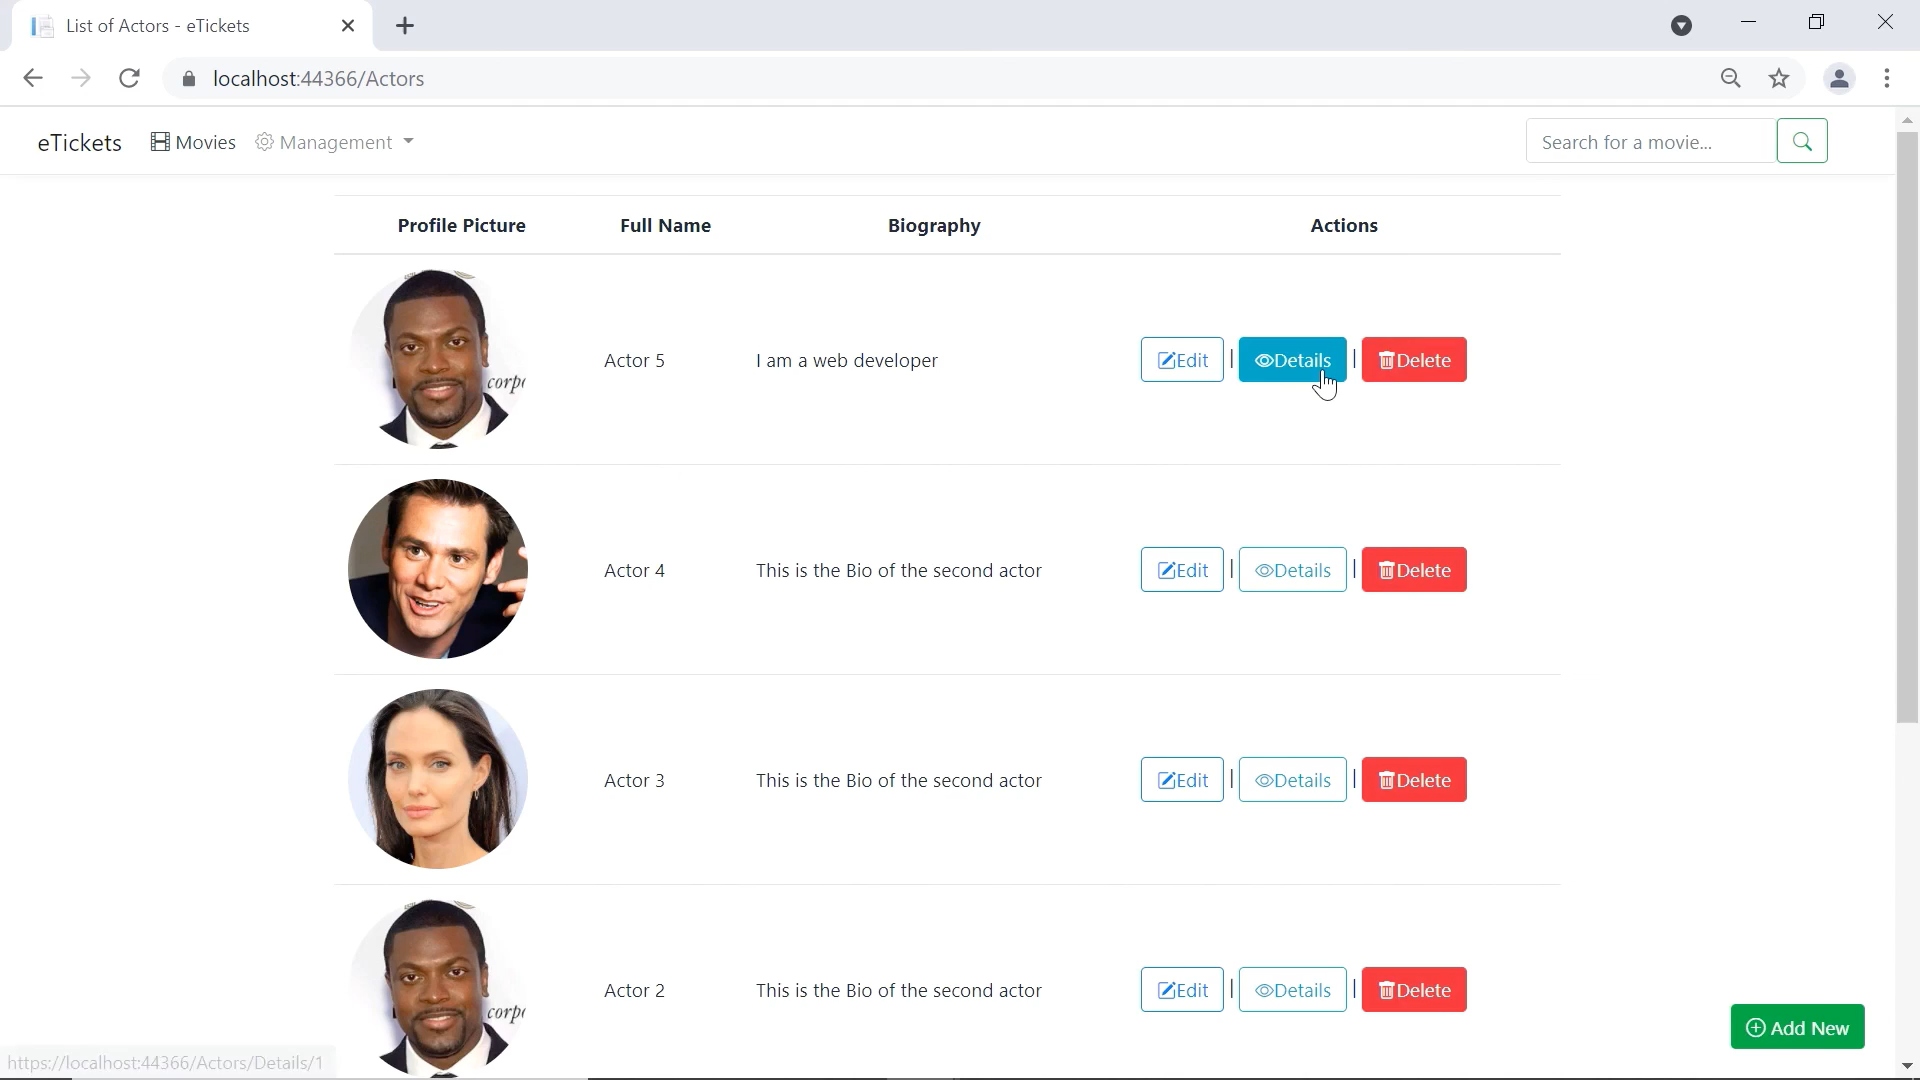 List of Actors - eTickets
localhost:44366/Actors
eTickets Movies Management
Search for a movie...
Profile Picture Full Name Biography Actions
corp
Actor 5 I am a web developer Edit | Details | Delete
Actor 4 This is the Bio of the second actor Edit | Details | Delete
Actor 3 This is the Bio of the second actor Edit | Details | Delete
corp
Actor 2 This is the Bio of the second actor Edit | Details | Delete
Add New
https://localhost:44366/Actors/Details/1